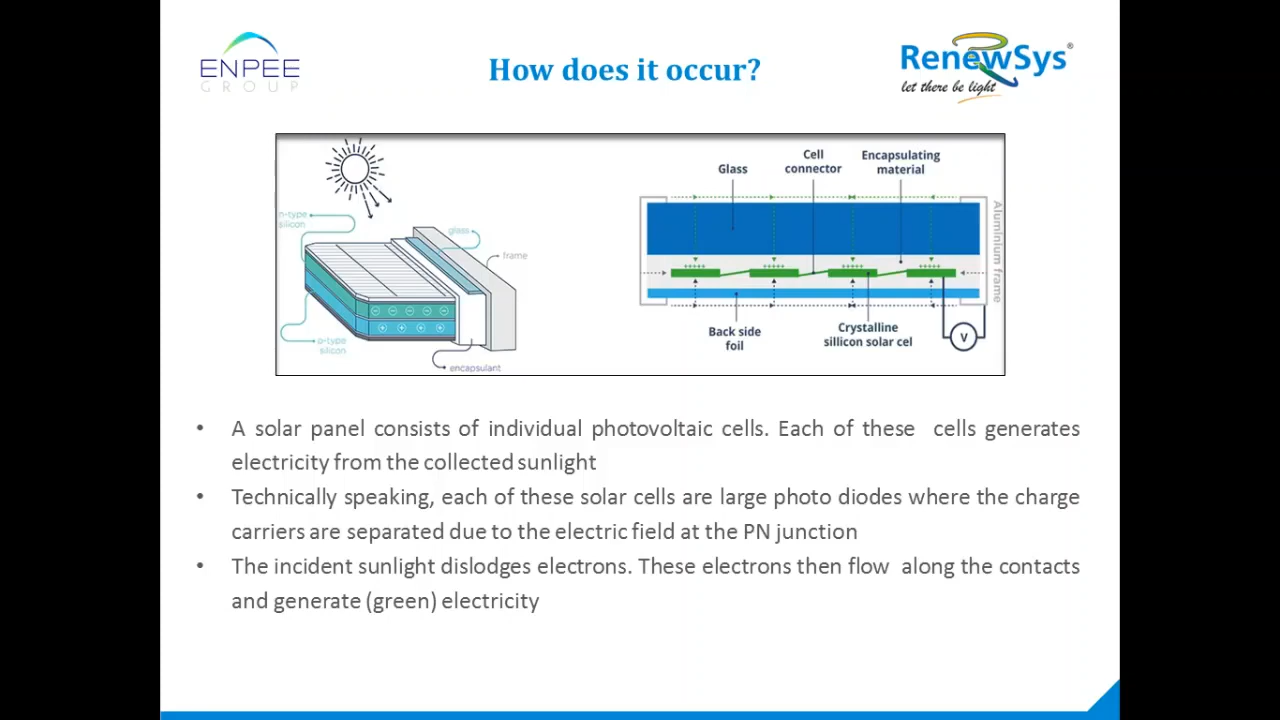 ENPEE
GROUP
How does it occur?
RenewSys®
let there be light
n-type
silicon
glass
frame
p-type
silicon
encapsulant
Glass
Cell
connector
Encapsulating
material
Aluminium frame
+++++ +++++ +++++ +++++
Back side
foil
Crystalline
sillicon solar cel
V
• A solar panel consists of individual photovoltaic cells. Each of these cells generates
electricity from the collected sunlight
• Technically speaking, each of these solar cells are large photo diodes where the charge
carriers are separated due to the electric field at the PN junction
• The incident sunlight dislodges electrons. These electrons then flow along the contacts
and generate (green) electricity